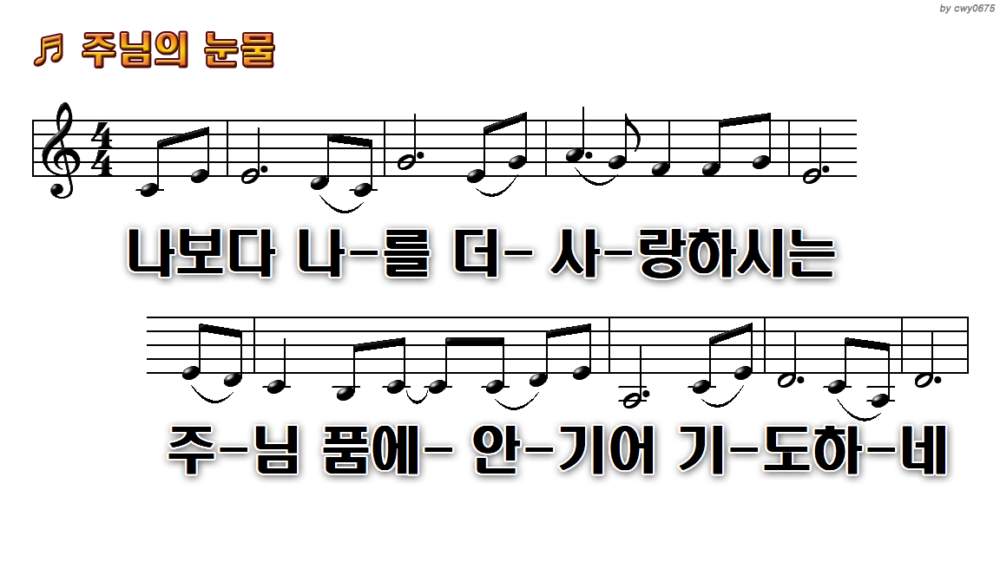 by cwy0675
♬ 주님의 눈물
4
4
나보다 나-를 더- 사-랑하시는
주-님 품에- 안-기어 기-도하-네